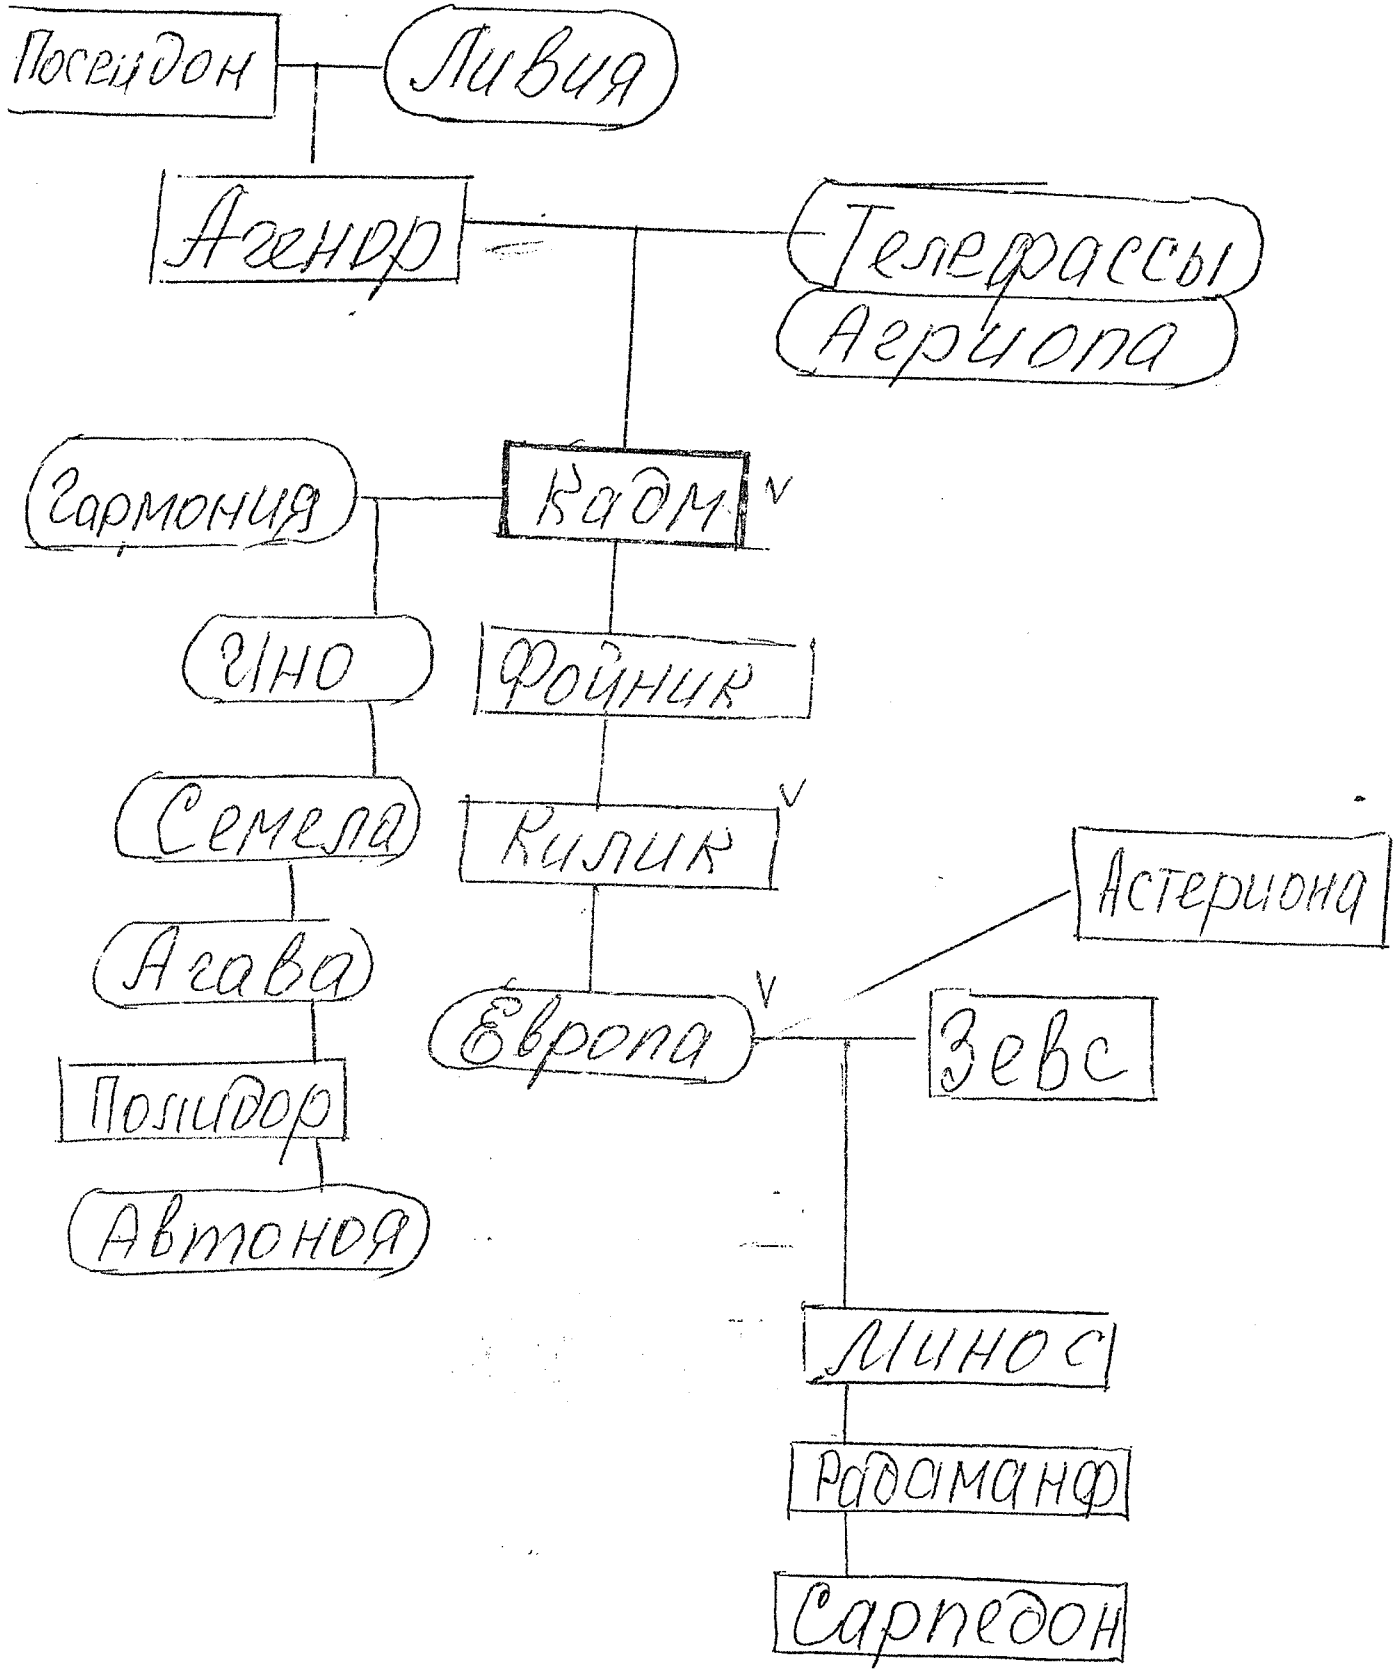 Посейдон
Ливия
Агенор
Телефассы
Агриопа
Гармония
Кадм
Ино
Фойник
Семела
Килик
Астериона
Агава
Европа
Зевс
Полидор
Автоноя
Минос
Радаманф
Сарпедон